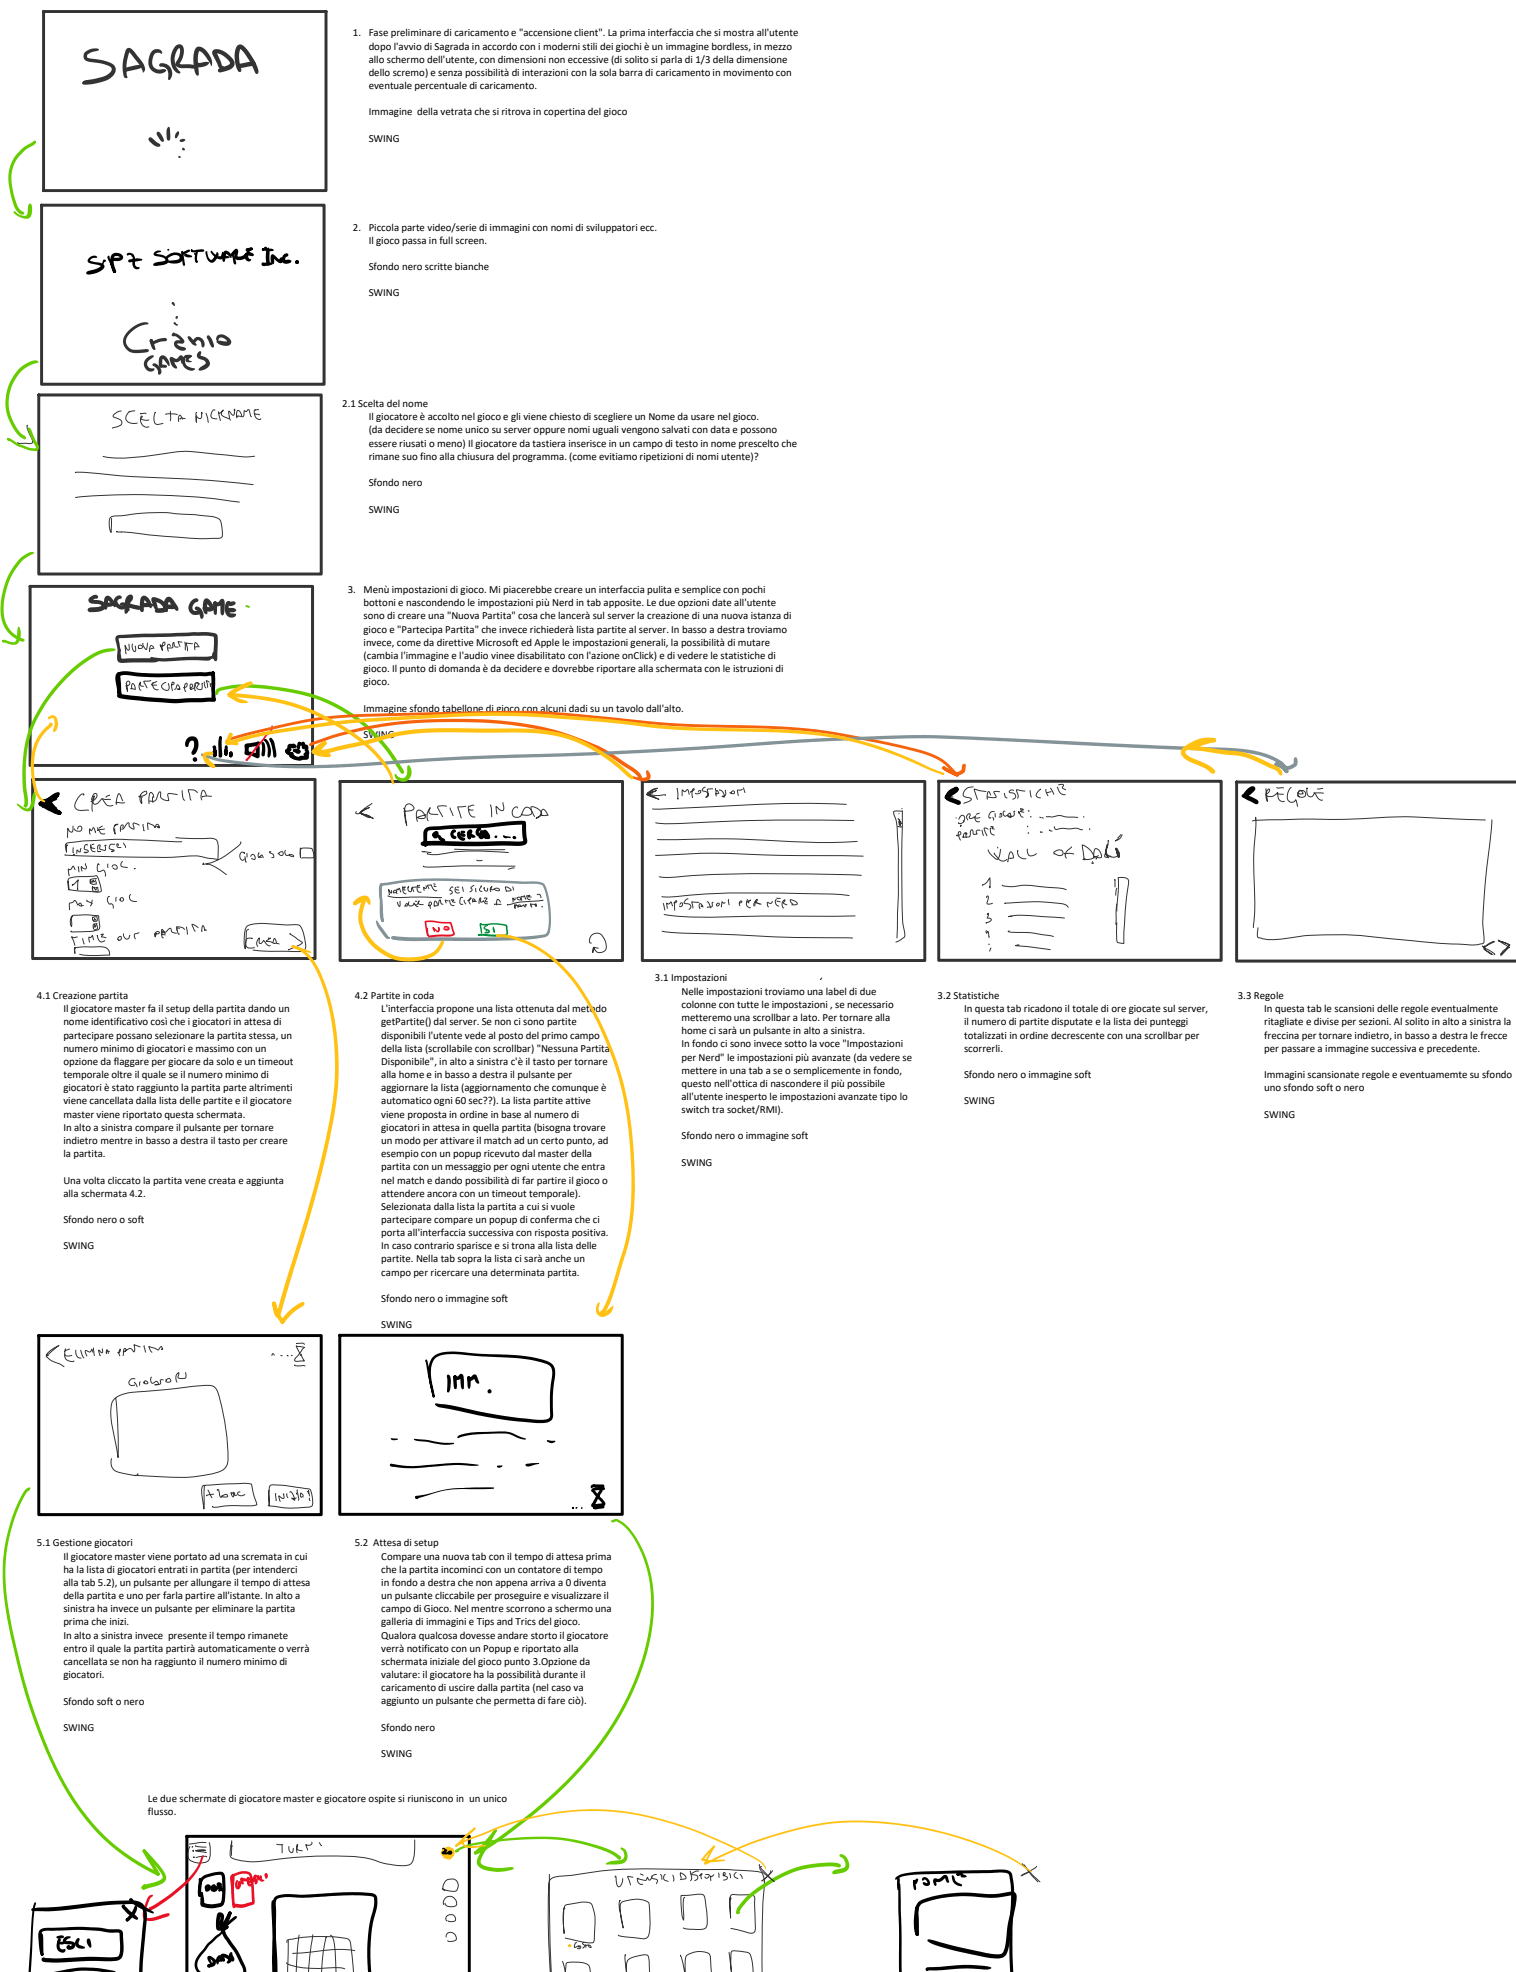 SAGRADA
1. Fase preliminare di caricamento e "accensione client". La prima interfaccia che si mostra all'utente
dopo l'avvio di Sagrada in accordo con i moderni stili dei giochi è un immagine bordless, in mezzo
allo schermo dell'utente, con dimensioni non eccessive (di solito si parla di 1/3 della dimensione
dello scremo) e senza possibilità di interazioni con la sola barra di caricamento in movimento con
eventuale percentuale di caricamento.
Immagine della vetrata che si ritrova in copertina del gioco
SWING
SOFTWARE INC.
Cranio
GAMES
2. Piccola parte video/serie di immagini con nomi di sviluppatori ecc.
Il gioco passa in full screen.
Sfondo nero scritte bianche
SWING
SCELTA NICKNAME
2.1 Scelta del nome
Il giocatore è accolto nel gioco e gli viene chiesto di scegliere un Nome da usare nel gioco.
(da decidere se nome unico su server oppure nomi uguali vengono salvati con data e possono
essere riusati o meno) Il giocatore da tastiera inserisce in un campo di testo in nome prescelto che
rimane suo fino alla chiusura del programma. (come evitiamo ripetizioni di nomi utente)?
Sfondo nero
SWING
SAGRADA GAME
NUOVA PARTITA
PARTECIPA PARTITA
?
3. Menù impostazioni di gioco. Mi piacerebbe creare un interfaccia pulita e semplice con pochi
bottoni e nascondendo le impostazioni più Nerd in tab apposite. Le due opzioni date all'utente
sono di creare una "Nuova Partita" cosa che lancerà sul server la creazione di una nuova istanza di
gioco e "Partecipa Partita" che invece richiederà lista partite al server. In basso a destra troviamo
invece, come da direttive Microsoft ed Apple le impostazioni generali, la possibilità di mutare
(cambia l'immagine e l'audio vinee disabilitato con l'azione onClick) e di vedere le statistiche di
gioco. Il punto di domanda è da decidere e dovrebbe riportare alla schermata con le istruzioni di
gioco.
Immagine sfondo tabellone di gioco con alcuni dadi su un tavolo dall'alto.
SWING
CREA PARTITA
NOME PARTITA
INSERISCI
GIOCA SOLO
MIN GIOC.
1
MAX GIOC
TIME OUT PARTITA
CREA >
4.1 Creazione partita
Il giocatore master fa il setup della partita dando un
nome identificativo così che i giocatori in attesa di
partecipare possano selezionare la partita stessa, un
numero minimo di giocatori e massimo con un
opzione da flaggare per giocare da solo e un timeout
temporale oltre il quale se il numero minimo di
giocatori è stato raggiunto la partita parte altrimenti
viene cancellata dalla lista delle partite e il giocatore
master viene riportato questa schermata.
In alto a sinistra compare il pulsante per tornare
indietro mentre in basso a destra il tasto per creare
la partita.
Una volta cliccato la partita vene creata e aggiunta
alla schermata 4.2.
Sfondo nero o soft
SWING
PARTITE IN CODA
CERCA...
SEI SICURO DI
VOLER PARTECIPARE A NOME ?
NO SI
4.2 Partite in coda
L'interfaccia propone una lista ottenuta dal metodo
getPartite() dal server. Se non ci sono partite
disponibili l'utente vede al posto del primo campo
della lista (scrollabile con scrollbar) "Nessuna Partita
Disponibile", in alto a sinistra c'è il tasto per tornare
alla home e in basso a destra il pulsante per
aggiornare la lista (aggiornamento che comunque è
automatico ogni 60 sec??). La lista partite attive
viene proposta in ordine in base al numero di
giocatori in attesa in quella partita (bisogna trovare
un modo per attivare il match ad un certo punto, ad
esempio con un popup ricevuto dal master della
partita con un messaggio per ogni utente che entra
nel match e dando possibilità di far partire il gioco o
attendere ancora con un timeout temporale).
Selezionata dalla lista la partita a cui si vuole
partecipare compare un popup di conferma che ci
porta all'interfaccia successiva con risposta positiva.
In caso contrario sparisce e si trona alla lista delle
partite. Nella tab sopra la lista ci sarà anche un
campo per ricercare una determinata partita.
Sfondo nero o immagine soft
SWING
IMPOSTAZIONI
IMPOSTAZIONI PER NERD
3.1 Impostazioni
Nelle impostazioni troviamo una label di due
colonne con tutte le impostazioni , se necessario
metteremo una scrollbar a lato. Per tornare alla
home ci sarà un pulsante in alto a sinistra.
In fondo ci sono invece sotto la voce "Impostazioni
per Nerd" le impostazioni più avanzate (da vedere se
mettere in una tab a se o semplicemente in fondo,
questo nell'ottica di nascondere il più possibile
all'utente inesperto le impostazioni avanzate tipo lo
switch tra socket/RMI).
Sfondo nero o immagine soft
SWING
STATISTICHE
ORE GIOCATE:
PARTITE :
WALL OF DADI
1
2
3
4
3.2 Statistiche
In questa tab ricadono il totale di ore giocate sul server,
il numero di partite disputate e la lista dei punteggi
totalizzati in ordine decrescente con una scrollbar per
scorrerli.
Sfondo nero o immagine soft
SWING
REGOLE
< >
3.3 Regole
In questa tab le scansioni delle regole eventualmente
ritagliate e divise per sezioni. Al solito in alto a sinistra la
freccina per tornare indietro, in basso a destra le frecce
per passare a immagine successiva e precedente.
Immagini scansionate regole e eventuamemte su sfondo
uno sfondo soft o nero
SWING
ELIMINA PARTITA
GIOCATORI
INIZIA!
5.1 Gestione giocatori
Il giocatore master viene portato ad una scremata in cui
ha la lista di giocatori entrati in partita (per intenderci
alla tab 5.2), un pulsante per allungare il tempo di attesa
della partita e uno per farla partire all'istante. In alto a
sinistra ha invece un pulsante per eliminare la partita
prima che inizi.
In alto a sinistra invece presente il tempo rimanete
entro il quale la partita partirà automaticamente o verrà
cancellata se non ha raggiunto il numero minimo di
giocatori.
Sfondo soft o nero
SWING
IMM.
5.2 Attesa di setup
Compare una nuova tab con il tempo di attesa prima
che la partita incominci con un contatore di tempo
in fondo a destra che non appena arriva a 0 diventa
un pulsante cliccabile per proseguire e visualizzare il
campo di Gioco. Nel mentre scorrono a schermo una
galleria di immagini e Tips and Trics del gioco.
Qualora qualcosa dovesse andare storto il giocatore
verrà notificato con un Popup e riportato alla
schermata iniziale del gioco punto 3.Opzione da
valutare: il giocatore ha la possibilità durante il
caricamento di uscire dalla partita (nel caso va
aggiunto un pulsante che permetta di fare ciò).
Sfondo nero
SWING
Le due schermate di giocatore master e giocatore ospite si riuniscono in un unico
flusso.
TURNI
ESCI
DADI
UTENSILI DISPONIBILI
COSTO
NOME